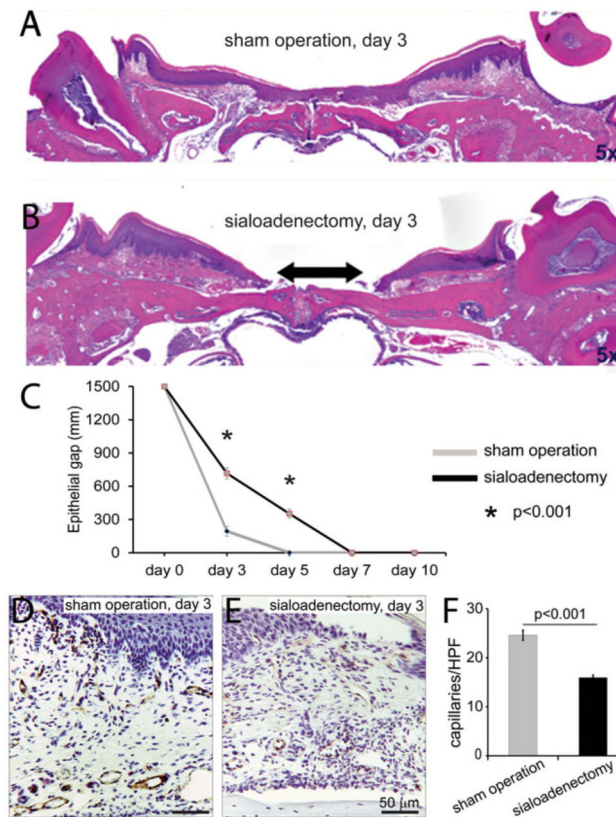 A
sham operation, day 3
5x
B
sialoadenectomy, day 3
5x
C
Epithelial gap (mm)
1500
1200
900
600
300
0
*
*
day 0 day 3 day 5 day 7 day 10
sham operation
sialoadenectomy
* p<0.001
D
sham operation, day 3
E
sialoadenectomy, day 3
50 µm
F
p<0.001
capillaries/HPF
30
20
10
0
sham operation
sialoadenectomy